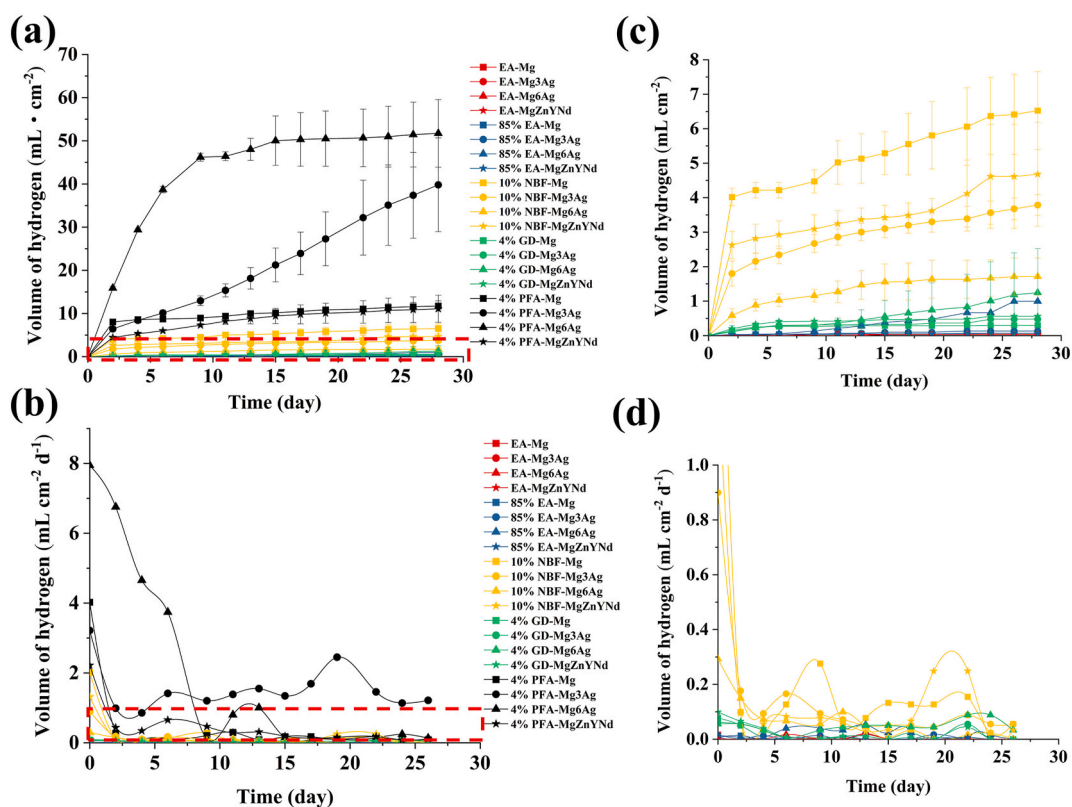 (a)
Volume of hydrogen (mL • cm⁻²)
70
60
50
40
30
20
10
0
0 5 10 15 20 25 30
Time (day)
EA-Mg
EA-Mg3Ag
EA-Mg6Ag
EA-MgZnYNd
85% EA-Mg
85% EA-Mg3Ag
85% EA-Mg6Ag
85% EA-MgZnYNd
10% NBF-Mg
10% NBF-Mg3Ag
10% NBF-Mg6Ag
10% NBF-MgZnYNd
4% GD-Mg
4% GD-Mg3Ag
4% GD-Mg6Ag
4% GD-MgZnYNd
4% PFA-Mg
4% PFA-Mg3Ag
4% PFA-Mg6Ag
4% PFA-MgZnYNd
(c)
Volume of hydrogen (mL cm⁻²)
8
7
6
5
4
3
2
1
0
0 5 10 15 20 25 30
Time (day)
(b)
Volume of hydrogen (mL cm⁻² d⁻¹)
8
6
4
2
0
0 5 10 15 20 25 30
Time (day)
EA-Mg
EA-Mg3Ag
EA-Mg6Ag
EA-MgZnYNd
85% EA-Mg
85% EA-Mg3Ag
85% EA-Mg6Ag
85% EA-MgZnYNd
10% NBF-Mg
10% NBF-Mg3Ag
10% NBF-Mg6Ag
10% NBF-MgZnYNd
4% GD-Mg
4% GD-Mg3Ag
4% GD-Mg6Ag
4% GD-MgZnYNd
4% PFA-Mg
4% PFA-Mg3Ag
4% PFA-Mg6Ag
4% PFA-MgZnYNd
(d)
Volume of hydrogen (mL cm⁻² d⁻¹)
1.0
0.8
0.6
0.4
0.2
0.0
0 5 10 15 20 25 30
Time (day)